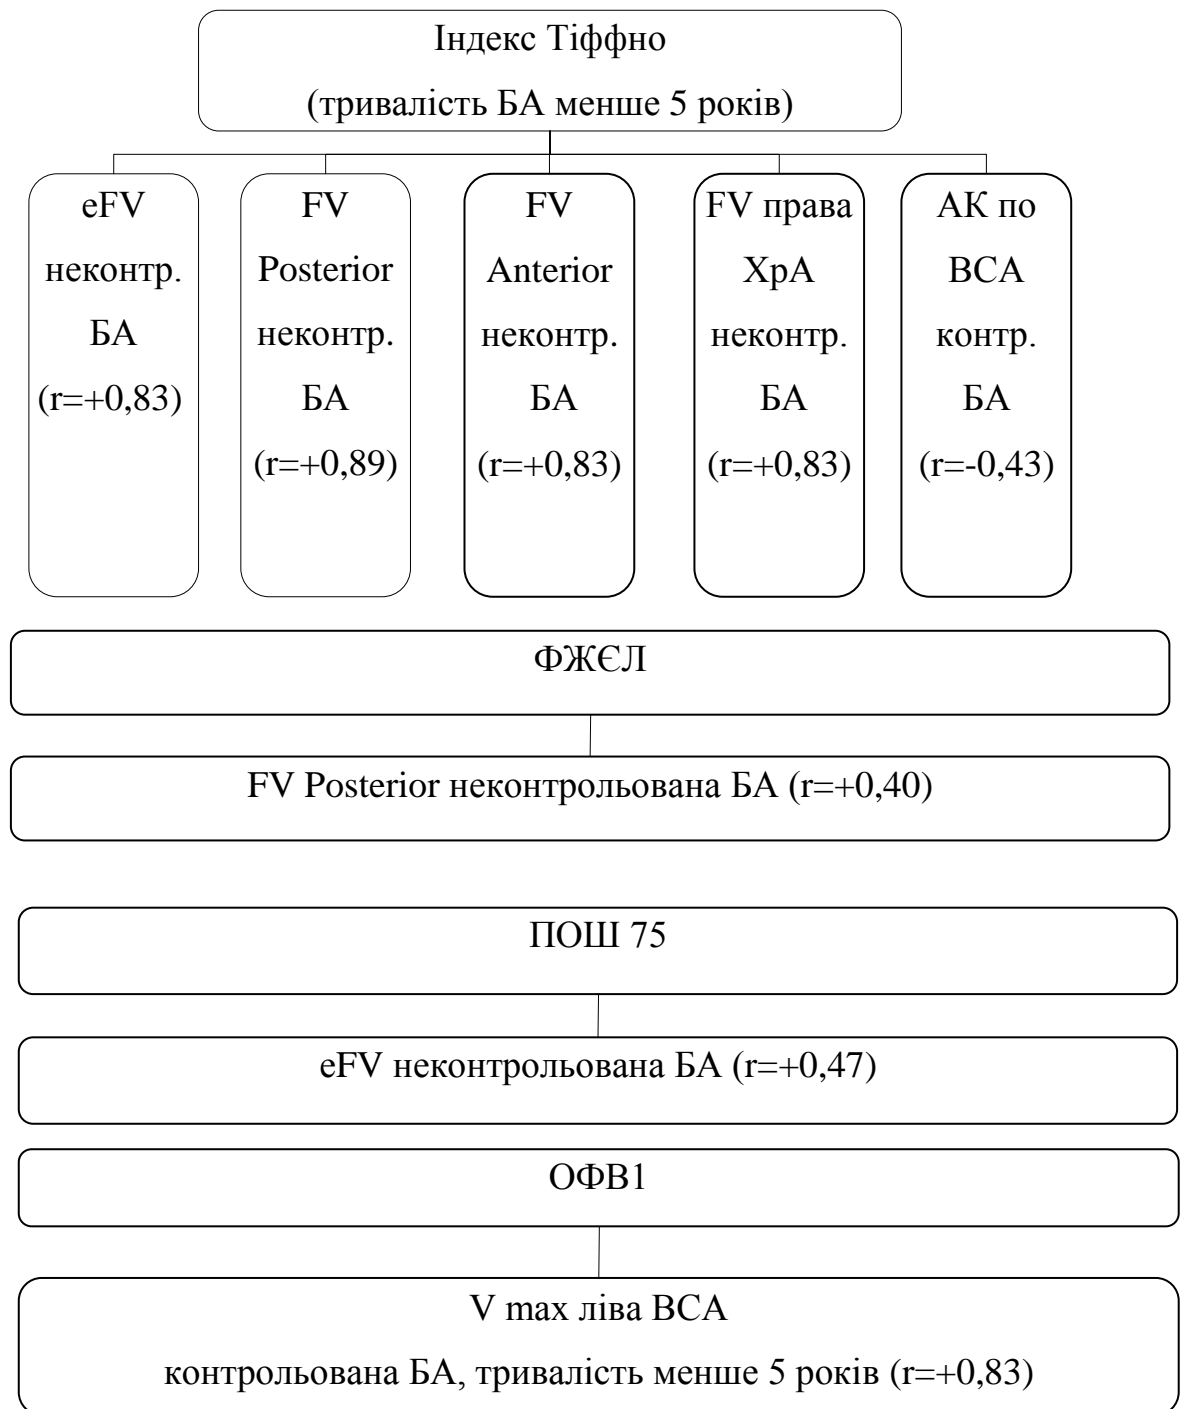 Індекс Тіффно
(тривалість БА менше 5 років)
eFV
неконтр.
БА
(r=+0,83)
FV
Posterior
неконтр.
БА
(r=+0,89)
FV
Anterior
неконтр.
БА
(r=+0,83)
FV права
ХрА
неконтр.
БА
(r=+0,83)
АК по
ВСА
контр.
БА
(r=-0,43)
ФЖЄЛ
FV Posterior неконтрольована БА (r=+0,40)
ПОШ 75
eFV неконтрольована БА (r=+0,47)
ОФВ1
V max ліва ВСА
контрольована БА, тривалість менше 5 років (r=+0,83)